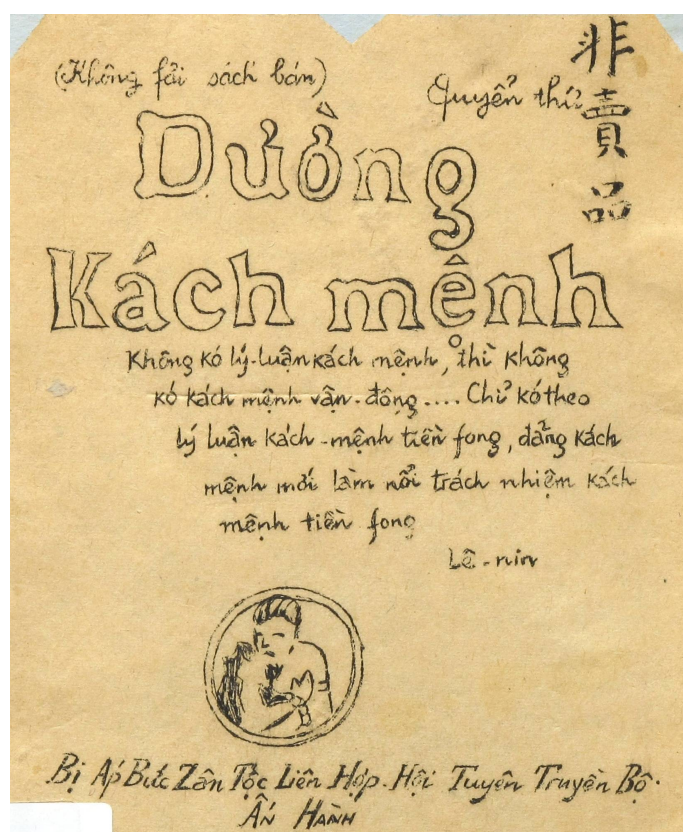 (Không fải sách bán)
Quyển thứ
非賣品
Đường
Kách mệnh
Không kó lý-luận kách mệnh, thì không
kó kách mệnh vận-động.... Chỉ kó theo
lý luận kách-mệnh tiền fong, đảng kách
mệnh mới làm nổi trách nhiệm kách
mệnh tiền fong
Lê-nin
Bị Áp Bức Zân Tộc Liên Hợp Hội Tuyên Truyền Bộ.
Ấn Hành